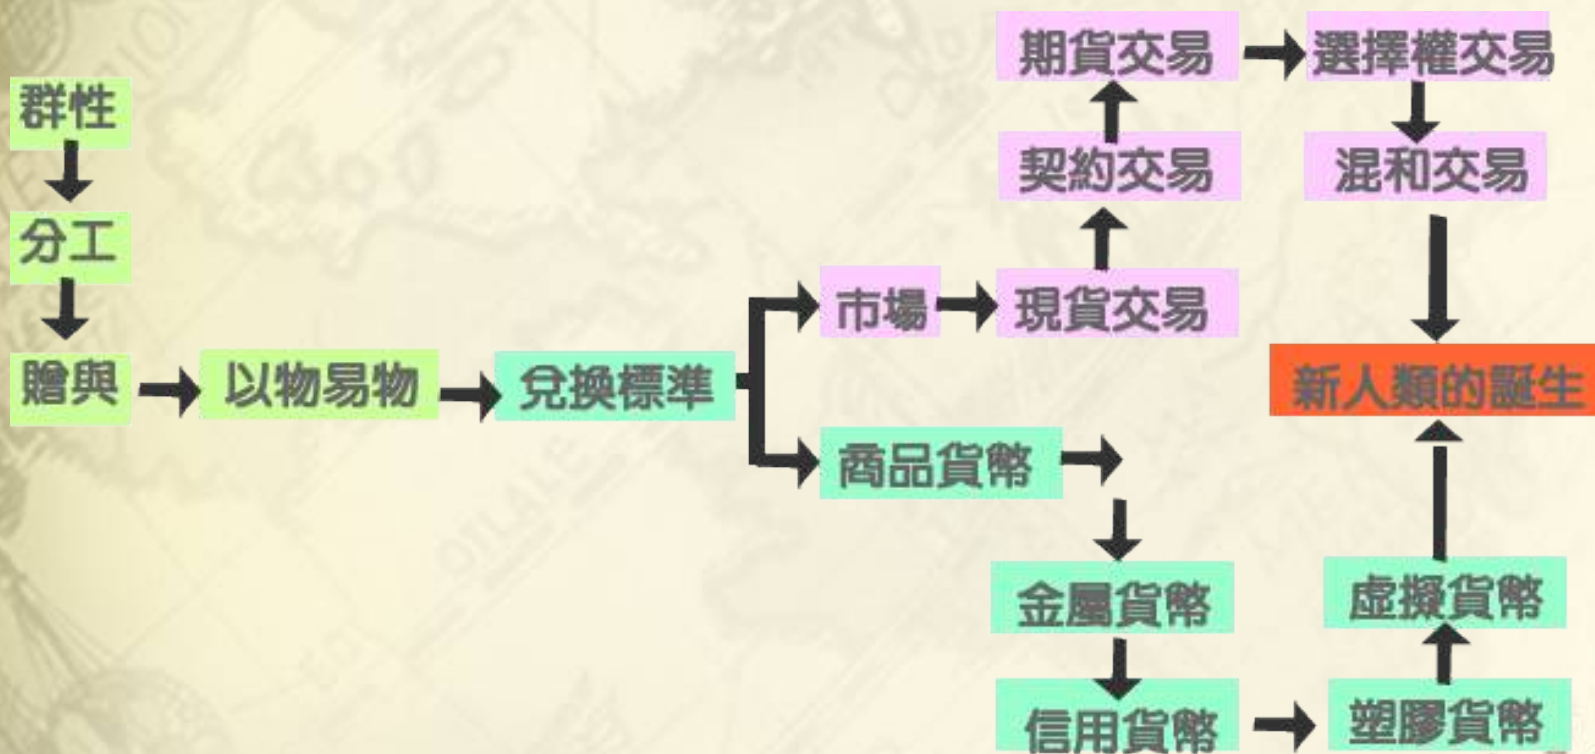 群性
分工
贈與
以物易物
兌換標準
市場
現貨交易
契約交易
期貨交易
選擇權交易
混和交易
商品貨幣
金屬貨幣
信用貨幣
塑膠貨幣
虛擬貨幣
新人類的誕生